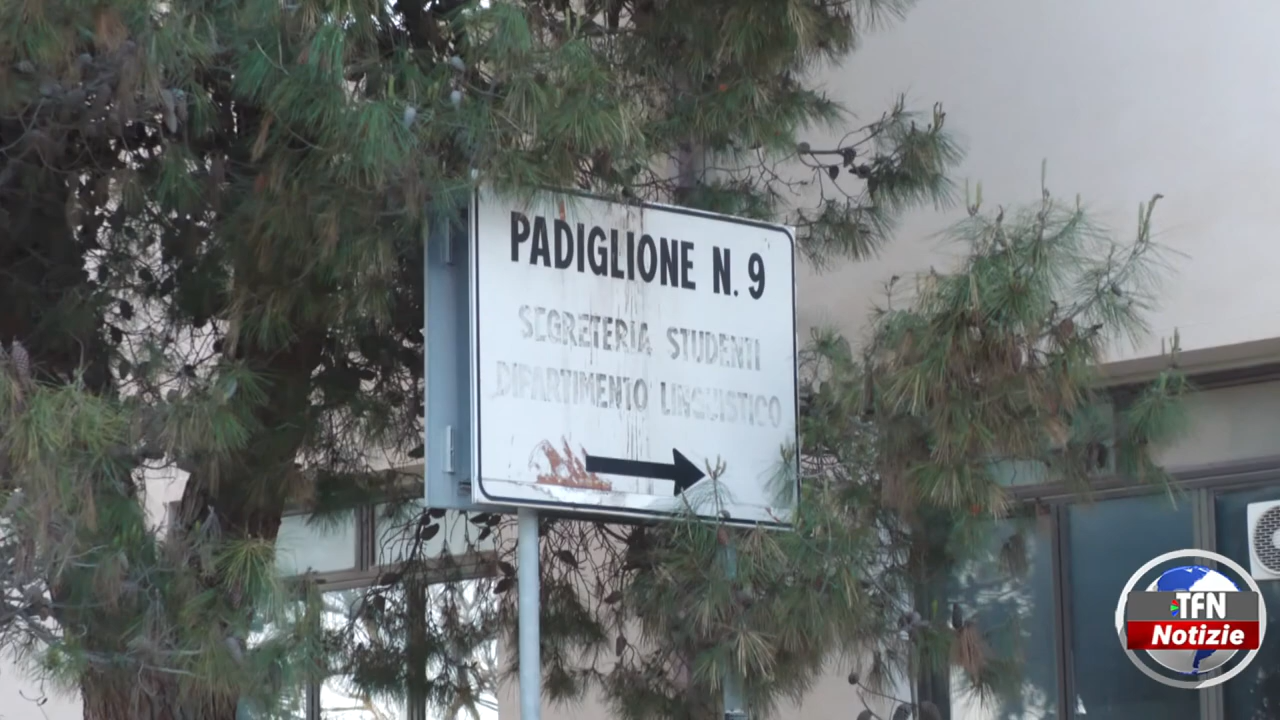 PADIGLIONE N. 9
SEGRETERIA STUDENTI
DIPARTIMENTO LINGUISTICO
TFN
Notizie